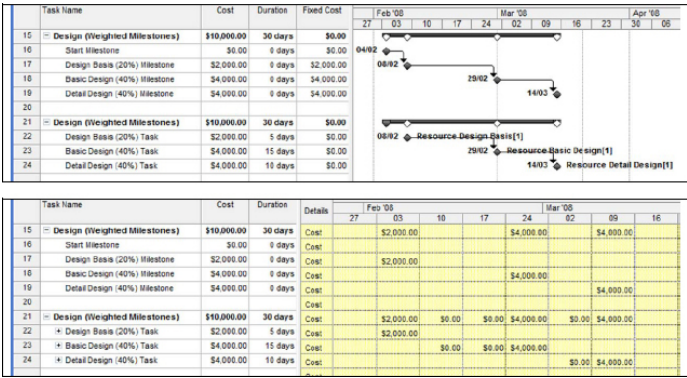 Task Name Cost Duration Fixed Cost Feb '08 Mar '08 Apr '08
27 03 10 17 24 02 09 16 23 30 06
15 Design (Weighted Milestones) $10,000.00 30 days $0.00
16 Start Milestone $0.00 0 days $0.00 04/02
17 Design Basis (20%) Milestone $2,000.00 0 days $2,000.00 08/02
18 Basic Design (40%) Milestone $4,000.00 0 days $4,000.00 29/02
19 Detail Design (40%) Milestone $4,000.00 0 days $4,000.00 14/03
20
21 Design (Weighted Milestones) $10,000.00 30 days $0.00
22 Design Basis (20%) Task $2,000.00 5 days $0.00 08/02 Resource Design Basis[1]
23 Basic Design (40%) Task $4,000.00 15 days $0.00 29/02 Resource Basic Design[1]
24 Detail Design (40%) Task $4,000.00 10 days $0.00 14/03 Resource Detail Design[1]
Task Name Cost Duration Details Feb '08 Mar '08
27 03 10 17 24 02 09 16
15 Design (Weighted Milestones) $10,000.00 30 days Cost $2,000.00 $4,000.00 $4,000.00
16 Start Milestone $0.00 0 days Cost
17 Design Basis (20%) Milestone $2,000.00 0 days Cost $2,000.00
18 Basic Design (40%) Milestone $4,000.00 0 days Cost $4,000.00
19 Detail Design (40%) Milestone $4,000.00 0 days Cost $4,000.00
20 Cost
21 Design (Weighted Milestones) $10,000.00 30 days Cost $2,000.00 $0.00 $0.00 $4,000.00 $0.00 $4,000.00
22 Design Basis (20%) Task $2,000.00 5 days Cost $2,000.00
23 Basic Design (40%) Task $4,000.00 15 days Cost $0.00 $0.00 $4,000.00
24 Detail Design (40%) Task $4,000.00 10 days Cost $0.00 $4,000.00